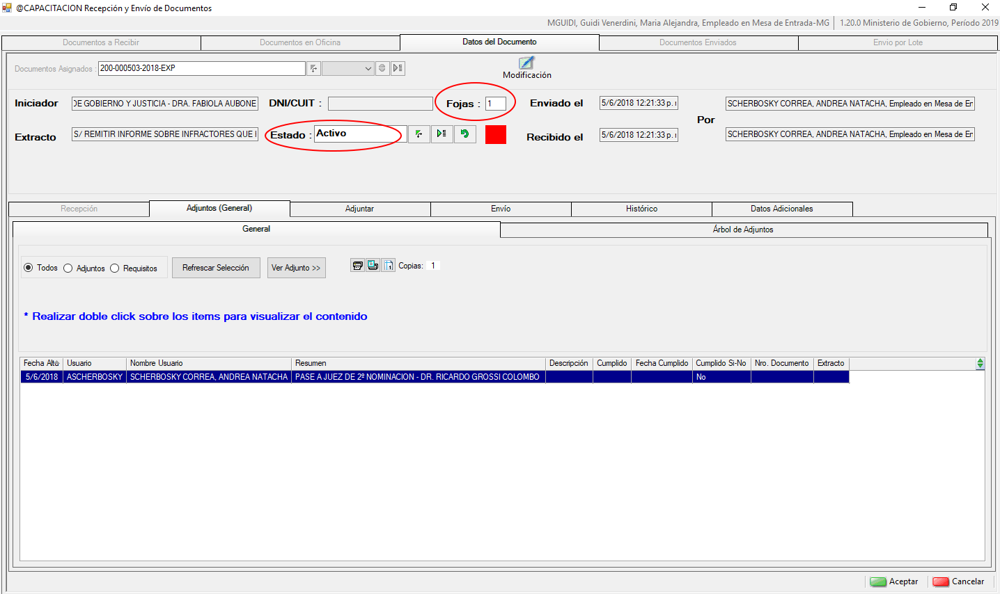 @CAPACITACION Recepción y Envío de Documentos
MGUIDI, Guidi Venerdini, Maria Alejandra, Empleado en Mesa de Entrada-MG 1.20.0 Ministerio de Gobierno, Período 2019
Documentos a Recibir Documentos en Oficina Datos del Documento Documentos Enviados Envio por Lote
Documentos Asignados : 200-000503-2018-EXP
Modificación
Iniciador DE GOBIERNO Y JUSTICIA - DRA. FABIOLA AUBONE DNI/CUIT : Fojas : 1 Enviado el 5/6/2018 12:21:33 p. SCHERBOSKY CORREA, ANDREA NATACHA, Empleado en Mesa de En
Por
Extracto S/ REMITIR INFORME SOBRE INFRACTORES QUE Estado : Activo Recibido el 5/6/2018 12:21:33 p. SCHERBOSKY CORREA, ANDREA NATACHA, Empleado en Mesa de En
Recepción Adjuntos (General) Adjuntar Envío Histórico Datos Adicionales
General Árbol de Adjuntos
Todos Adjuntos Requisitos Refrescar Selección Ver Adjunto >> Copias: 1
* Realizar doble click sobre los items para visualizar el contenido
Fecha Alta Usuario Nombre Usuario Resumen Descripción Cumplido Fecha Cumplido Cumplido Si-No Nro. Documento Extracto
5/6/2018 ASCHERBOSKY SCHERBOSKY CORREA, ANDREA NATACHA PASE A JUEZ DE 2º NOMINACION - DR. RICARDO GROSSI COLOMBO No
Aceptar Cancelar